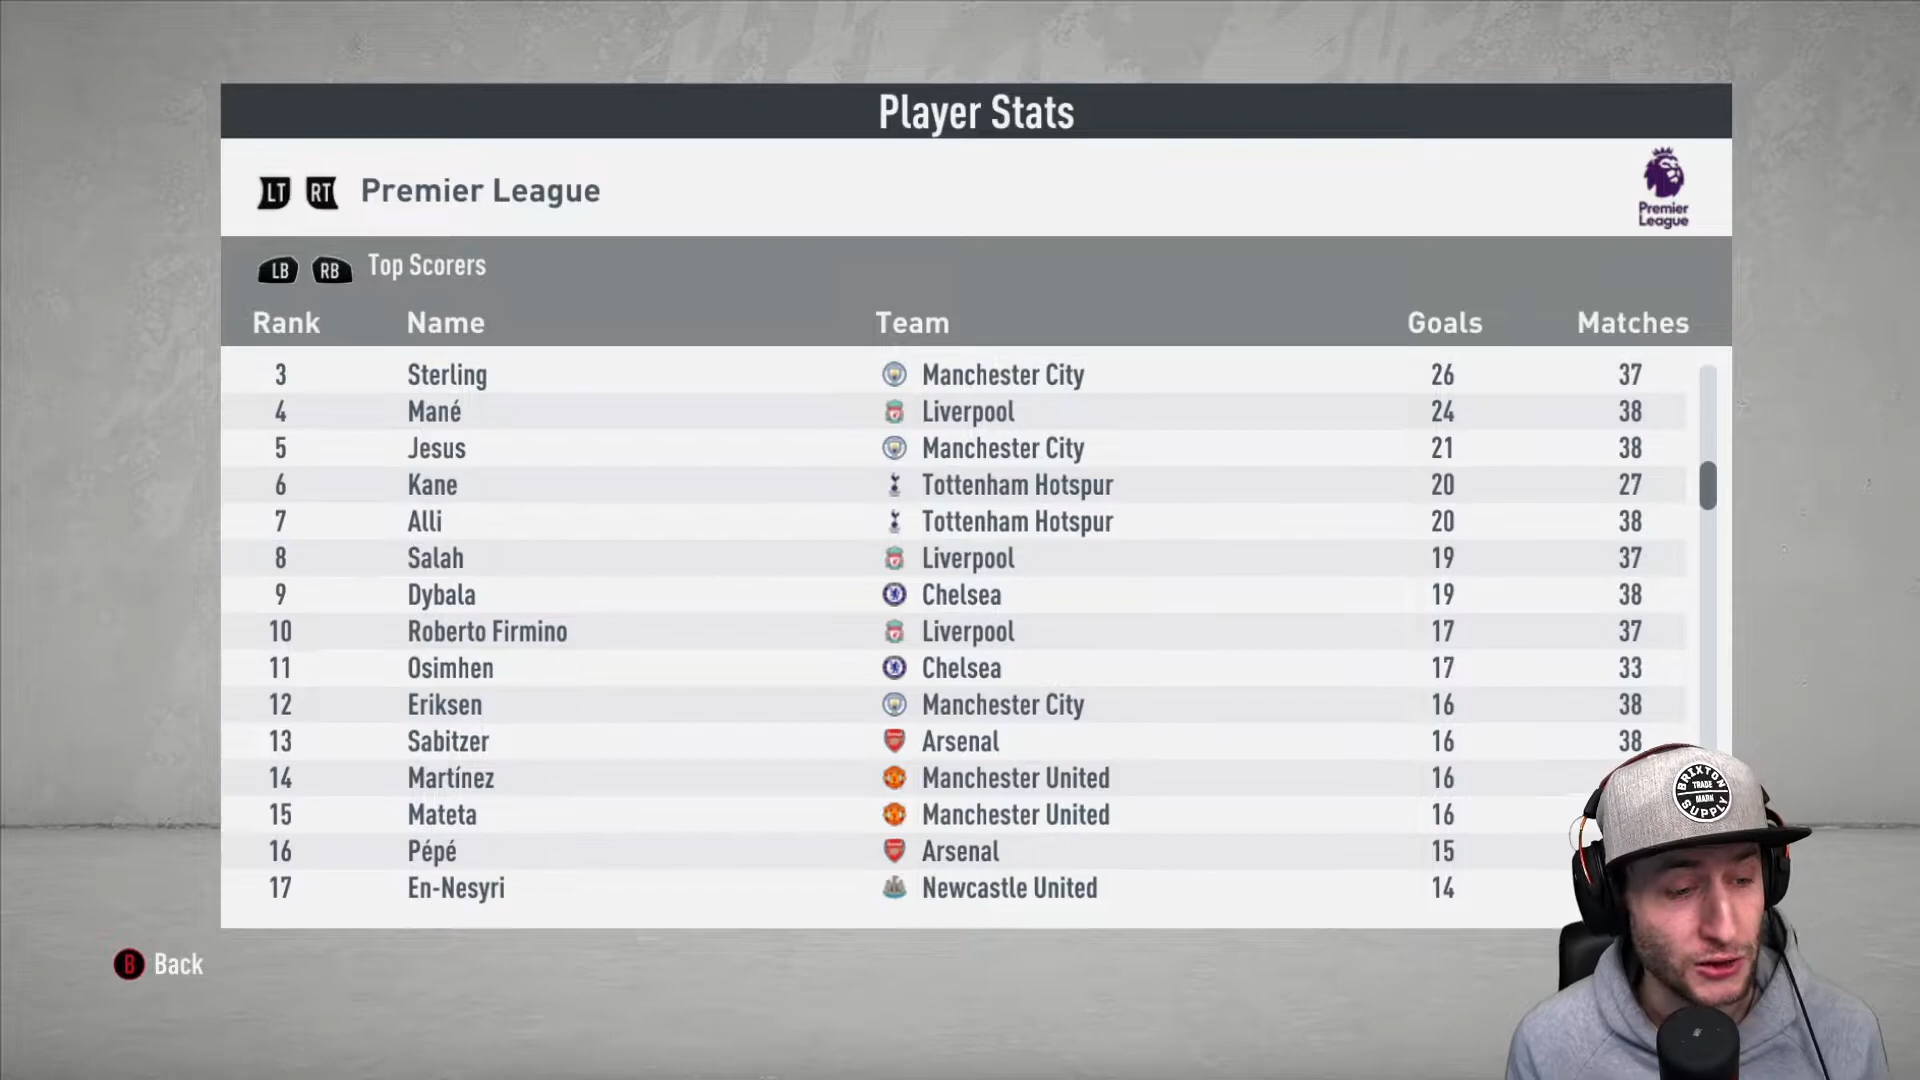 Player Stats
LT RT Premier League
Premier
League
LB RB Top Scorers
Rank Name Team Goals Matches
3 Sterling Manchester City 26 37
4 Mané Liverpool 24 38
5 Jesus Manchester City 21 38
6 Kane Tottenham Hotspur 20 27
7 Alli Tottenham Hotspur 20 38
8 Salah Liverpool 19 37
9 Dybala Chelsea 19 38
10 Roberto Firmino Liverpool 17 37
11 Osimhen Chelsea 17 33
12 Eriksen Manchester City 16 38
13 Sabitzer Arsenal 16 38
14 Martínez Manchester United 16
15 Mateta Manchester United 16
16 Pépé Arsenal 15
17 En-Nesyri Newcastle United 14
B Back
BRIXTON
TRADE
MARK
SUPPLY